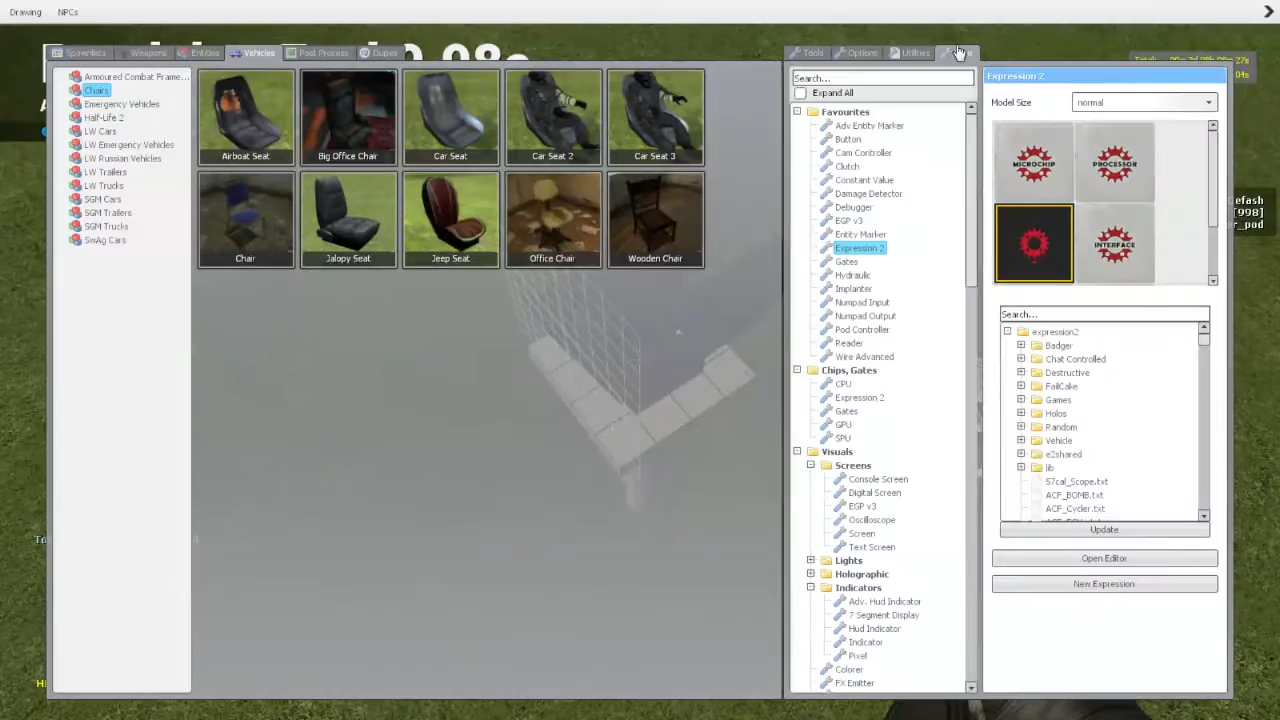 Drawing NPCs
Spawnlists Weapons Entities Vehicles Post Process Dupes
Tools Options Utilities
Armoured Combat Frame...
Chairs
Emergency Vehicles
Half-Life 2
LW Cars
LW Emergency Vehicles
LW Russian Vehicles
LW Trailers
LW Trucks
SGM Cars
SGM Trailers
SGM Trucks
SwAg Cars
Airboat Seat Big Office Chair Car Seat Car Seat 2 Car Seat 3
Chair Jalopy Seat Jeep Seat Office Chair Wooden Chair
Search...
Expand All
Favourites
Adv Entity Marker
Button
Cam Controller
Clutch
Constant Value
Damage Detector
Debugger
EGP v3
Entity Marker
Expression 2
Gates
Hydraulic
Implanter
Numpad Input
Numpad Output
Pod Controller
Reader
Wire Advanced
Chips, Gates
CPU
Expression 2
Gates
GPU
SPU
Visuals
Screens
Console Screen
Digital Screen
EGP v3
Oscilloscope
Screen
Text Screen
Lights
Holographic
Indicators
Adv. Hud Indicator
7 Segment Display
Hud Indicator
Indicator
Pixel
Colorer
FX Emitter
Expression 2
Model Size normal
MICROCHIP PROCESSOR
INTERFACE
Search...
expression2
Badger
Chat Controlled
Destructive
FailCake
Games
Holos
Random
Vehicle
e2shared
lib
57cal_Scope.txt
ACF_BOMB.txt
ACF_Cycler.txt
Update
Open Editor
New Expression
efash
[998]
r_pod